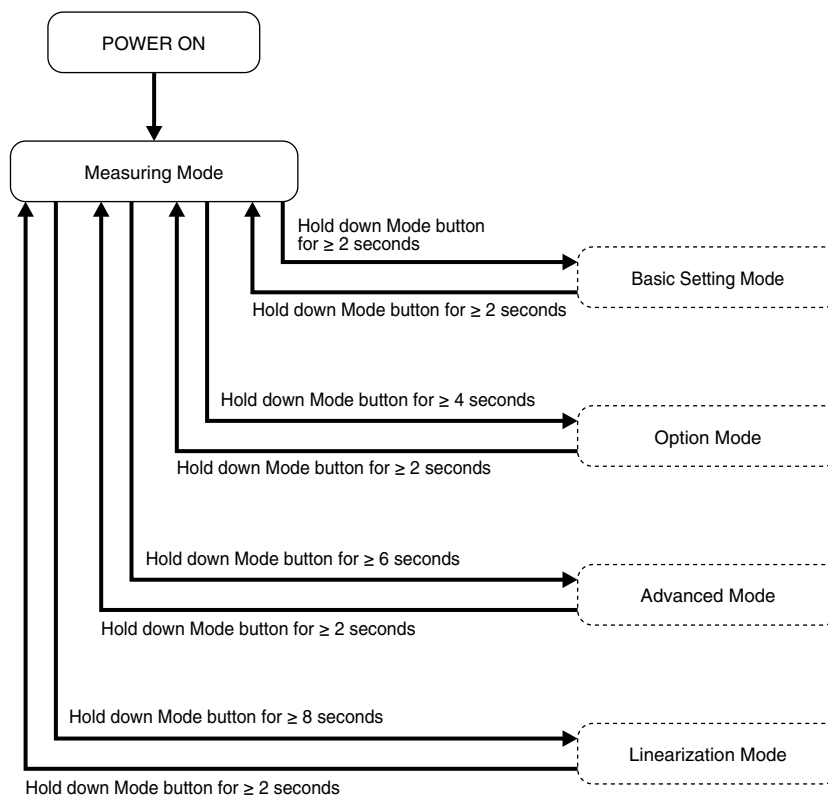 POWER ON
Measuring Mode
Hold down Mode button
for ≥ 2 seconds
Basic Setting Mode
Hold down Mode button for ≥ 2 seconds
Hold down Mode button for ≥ 4 seconds
Option Mode
Hold down Mode button for ≥ 2 seconds
Hold down Mode button for ≥ 6 seconds
Advanced Mode
Hold down Mode button for ≥ 2 seconds
Hold down Mode button for ≥ 8 seconds
Linearization Mode
Hold down Mode button for ≥ 2 seconds